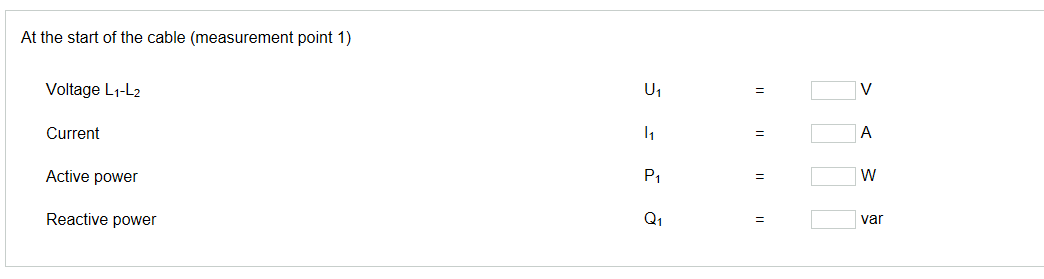 At the start of the cable (measurement point 1)
Voltage L₁-L₂ U₁ = V
Current I₁ = A
Active power P₁ = W
Reactive power Q₁ = var